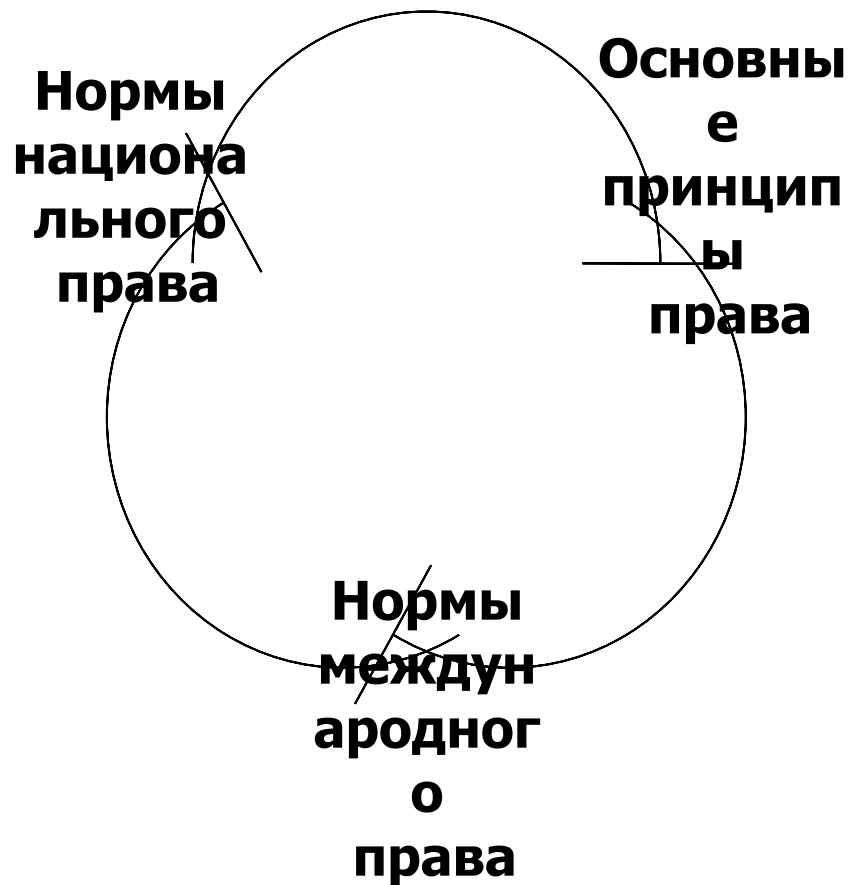 Нормы
национа
льного
права
Основны
е
принцип
ы
права
Нормы
междун
ародног
о
права